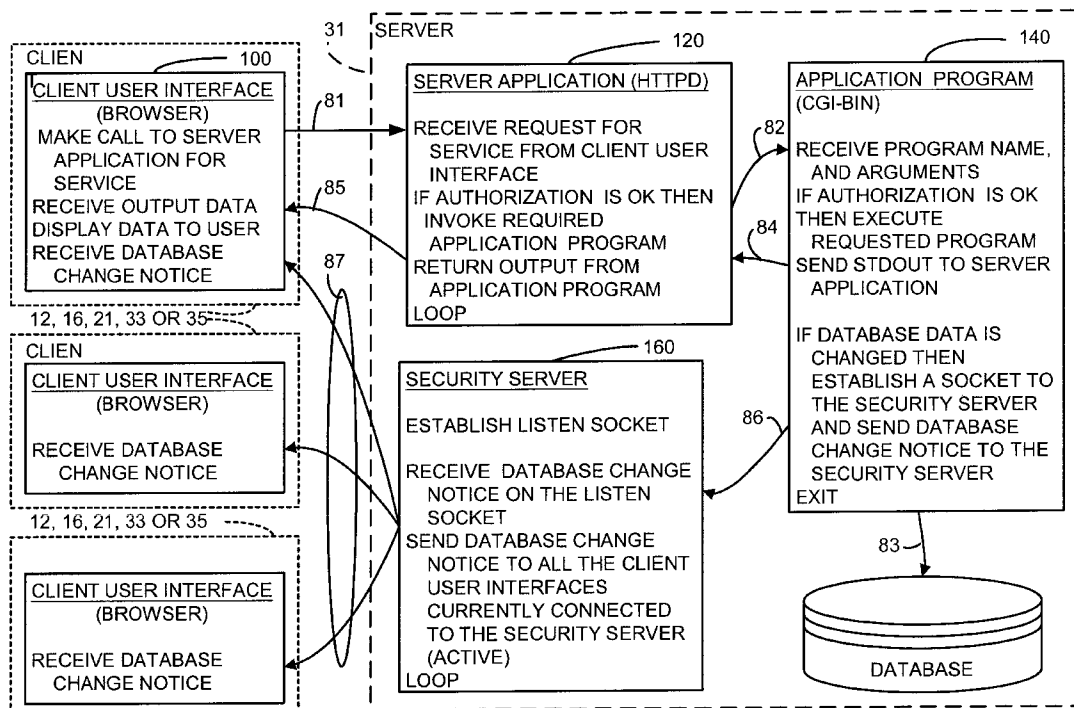 31
SERVER
CLIEN
100
CLIENT USER INTERFACE
(BROWSER)
MAKE CALL TO SERVER
APPLICATION FOR
SERVICE
RECEIVE OUTPUT DATA
DISPLAY DATA TO USER
RECEIVE DATABASE
CHANGE NOTICE
12, 16, 21, 33 OR 35
CLIEN
CLIENT USER INTERFACE
(BROWSER)
RECEIVE DATABASE
CHANGE NOTICE
12, 16, 21, 33 OR 35
CLIENT USER INTERFACE
(BROWSER)
RECEIVE DATABASE
CHANGE NOTICE
81
85
87
120
SERVER APPLICATION (HTTPD)
RECEIVE REQUEST FOR
SERVICE FROM CLIENT USER
INTERFACE
IF AUTHORIZATION IS OK THEN
INVOKE REQUIRED
APPLICATION PROGRAM
RETURN OUTPUT FROM
APPLICATION PROGRAM
LOOP
160
SECURITY SERVER
ESTABLISH LISTEN SOCKET
RECEIVE DATABASE CHANGE
NOTICE ON THE LISTEN
SOCKET
SEND DATABASE CHANGE
NOTICE TO ALL THE CLIENT
USER INTERFACES
CURRENTLY CONNECTED
TO THE SECURITY SERVER
(ACTIVE)
LOOP
82
84
86
140
APPLICATION PROGRAM
(CGI-BIN)
RECEIVE PROGRAM NAME,
AND ARGUMENTS
IF AUTHORIZATION IS OK
THEN EXECUTE
REQUESTED PROGRAM
SEND STDOUT TO SERVER
APPLICATION
IF DATABASE DATA IS
CHANGED THEN
ESTABLISH A SOCKET TO
THE SECURITY SERVER
AND SEND DATABASE
CHANGE NOTICE TO THE
SECURITY SERVER
EXIT
83
DATABASE